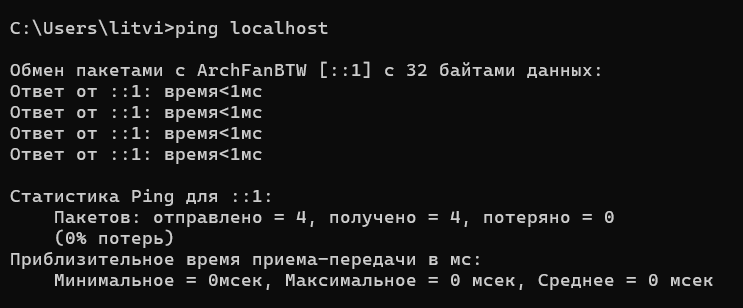 C:\Users\litvi>ping localhost
Обмен пакетами с ArchFanBTW [::1] с 32 байтами данных:
Ответ от ::1: время<1мс
Ответ от ::1: время<1мс
Ответ от ::1: время<1мс
Ответ от ::1: время<1мс
Статистика Ping для ::1:
Пакетов: отправлено = 4, получено = 4, потеряно = 0
(0% потерь)
Приблизительное время приема-передачи в мс:
Минимальное = 0мсек, Максимальное = 0 мсек, Среднее = 0 мсек